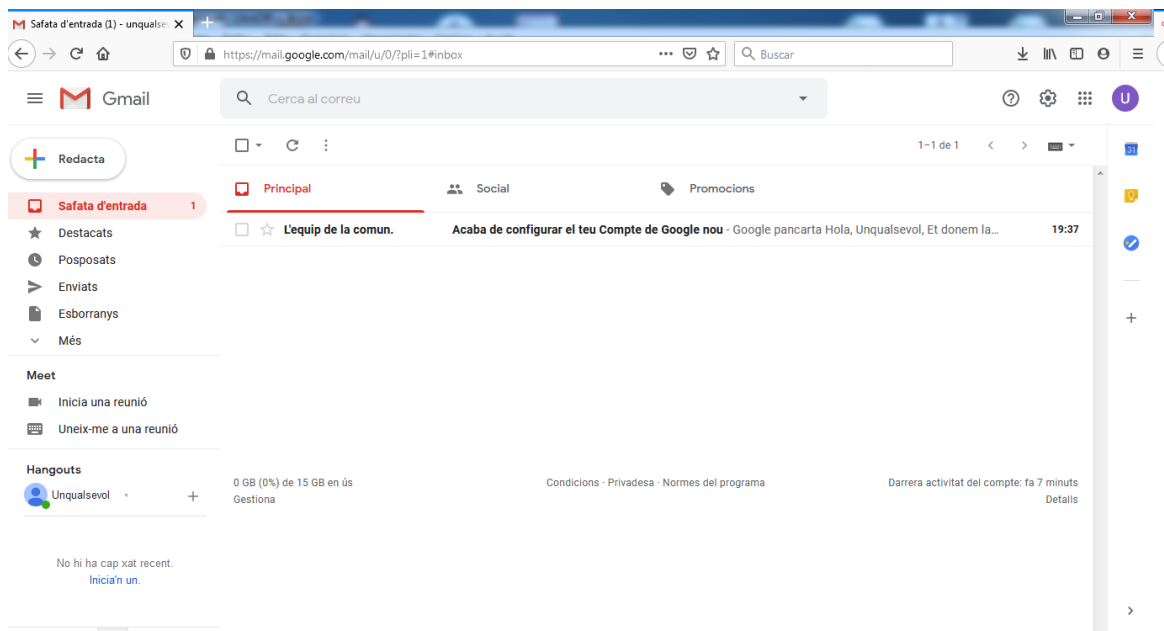 Safata d'entrada (1) - unqualse
https://mail.google.com/mail/u/0/?pli=1#inbox
Buscar
Gmail
Cerca al correu
U
Redacta
1–1 de 1
31
Principal
Social
Promocions
Safata d'entrada 1
L'equip de la comun. Acaba de configurar el teu Compte de Google nou - Google pancarta Hola, Unqualsevol, Et donem la... 19:37
Destacats
Posposats
Enviats
Esborranys
Més
Meet
Inicia una reunió
Uneix-me a una reunió
Hangouts
Unqualsevol
0 GB (0%) de 15 GB en ús
Gestiona
Condicions · Privadesa · Normes del programa
Darrera activitat del compte: fa 7 minuts
Detalls
No hi ha cap xat recent.
Inicia'n un.